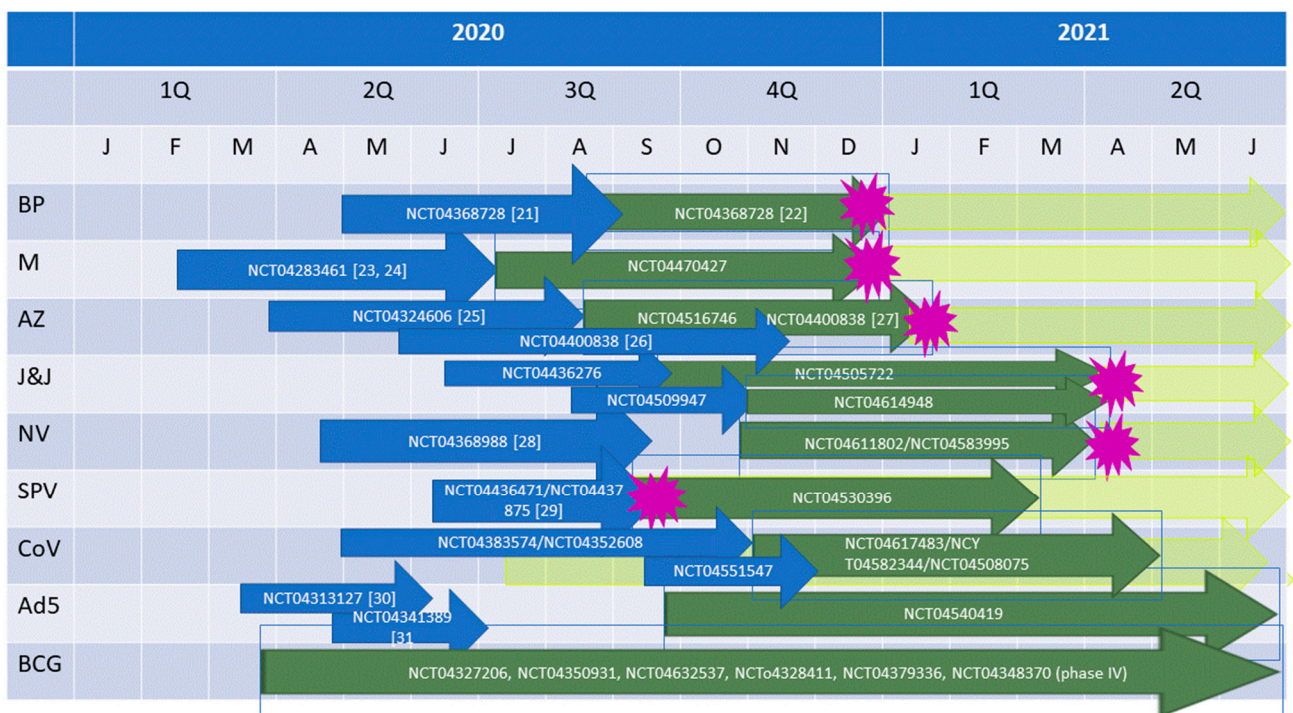 2020 2021
1Q 2Q 3Q 4Q 1Q 2Q
J F M A M J J A S O N D J F M A M J
BP NCT04368728 [21] NCT04368728 [22]
M NCT04283461 [23, 24] NCT04470427
AZ NCT04324606 [25] NCT04516746 NCT04400838 [27]
NCT04400838 [26]
J&J NCT04436276 NCT04505722
NCT04509947 NCT04614948
NV NCT04368988 [28] NCT04611802/NCT04583995
SPV NCT04436471/NCT04437
875 [29] NCT04530396
CoV NCT04383574/NCT04352608 NCT04617483/NCY
T04582344/NCT04508075
NCT04551547
Ad5 NCT04313127 [30] NCT04540419
NCT04341389
[31
BCG NCT04327206, NCT04350931, NCT04632537, NCTo4328411, NCT04379336, NCT04348370 (phase IV)